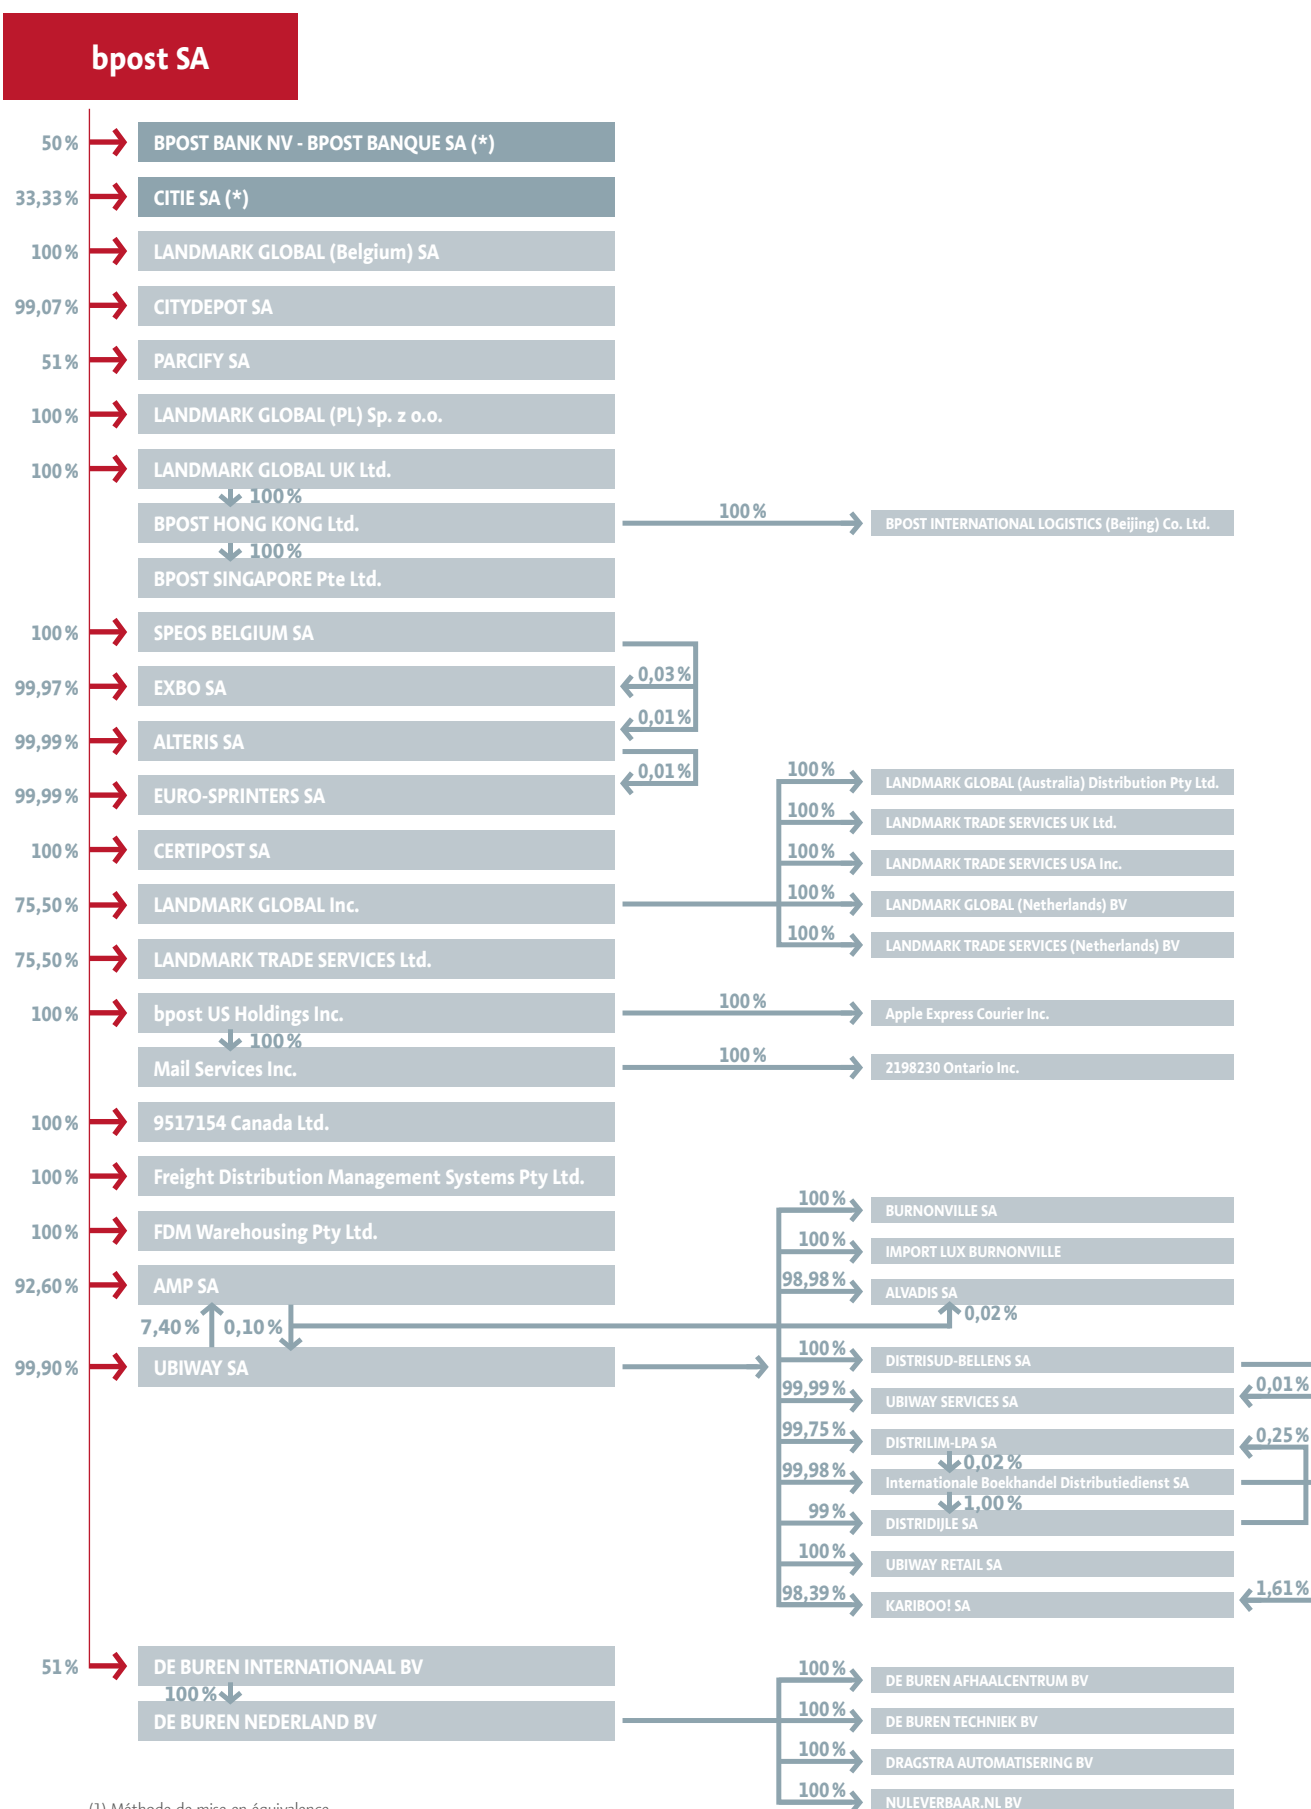 bpost SA
50 % BPOST BANK NV - BPOST BANQUE SA (*)
33,33 % CITIE SA (*)
100 % LANDMARK GLOBAL (Belgium) SA
99,07 % CITYDEPOT SA
51 % PARCIFY SA
100 % LANDMARK GLOBAL (PL) Sp. z o.o.
100 % LANDMARK GLOBAL UK Ltd.
100 %
BPOST HONG KONG Ltd. 100 % BPOST INTERNATIONAL LOGISTICS (Beijing) Co. Ltd.
100 %
BPOST SINGAPORE Pte Ltd.
100 % SPEOS BELGIUM SA
0,03 %
99,97 % EXBO SA
0,01 %
99,99 % ALTERIS SA
0,01 %
99,99 % EURO-SPRINTERS SA
100 % LANDMARK GLOBAL (Australia) Distribution Pty Ltd.
100 % LANDMARK TRADE SERVICES UK Ltd.
100 % CERTIPOST SA
100 % LANDMARK TRADE SERVICES USA Inc.
75,50 % LANDMARK GLOBAL Inc.
100 % LANDMARK GLOBAL (Netherlands) BV
100 % LANDMARK TRADE SERVICES (Netherlands) BV
75,50 % LANDMARK TRADE SERVICES Ltd.
100 % bpost US Holdings Inc. 100 % Apple Express Courier Inc.
100 %
Mail Services Inc. 100 % 2198230 Ontario Inc.
100 % 9517154 Canada Ltd.
100 % Freight Distribution Management Systems Pty Ltd.
100 % FDM Warehousing Pty Ltd.
92,60 % AMP SA
7,40 % 0,10 %
99,90 % UBIWAY SA
100 % BURNONVILLE SA
100 % IMPORT LUX BURNONVILLE
98,98 % ALVADIS SA
0,02 %
100 % DISTRISUD-BELLENS SA
99,99 % UBIWAY SERVICES SA 0,01 %
99,75 % DISTRILIM-LPA SA 0,25 %
0,02 %
99,98 % Internationale Boekhandel Distributiedienst SA
1,00 %
99 % DISTRIDIJLE SA
100 % UBIWAY RETAIL SA
98,39 % KARIBOO! SA 1,61 %
51 % DE BUREN INTERNATIONAAL BV
100 %
DE BUREN NEDERLAND BV
100 % DE BUREN AFHAALCENTRUM BV
100 % DE BUREN TECHNIEK BV
100 % DRAGSTRA AUTOMATISERING BV
100 % NULEVERBAAR.NL BV
(1) Méthode de mise en équivalence